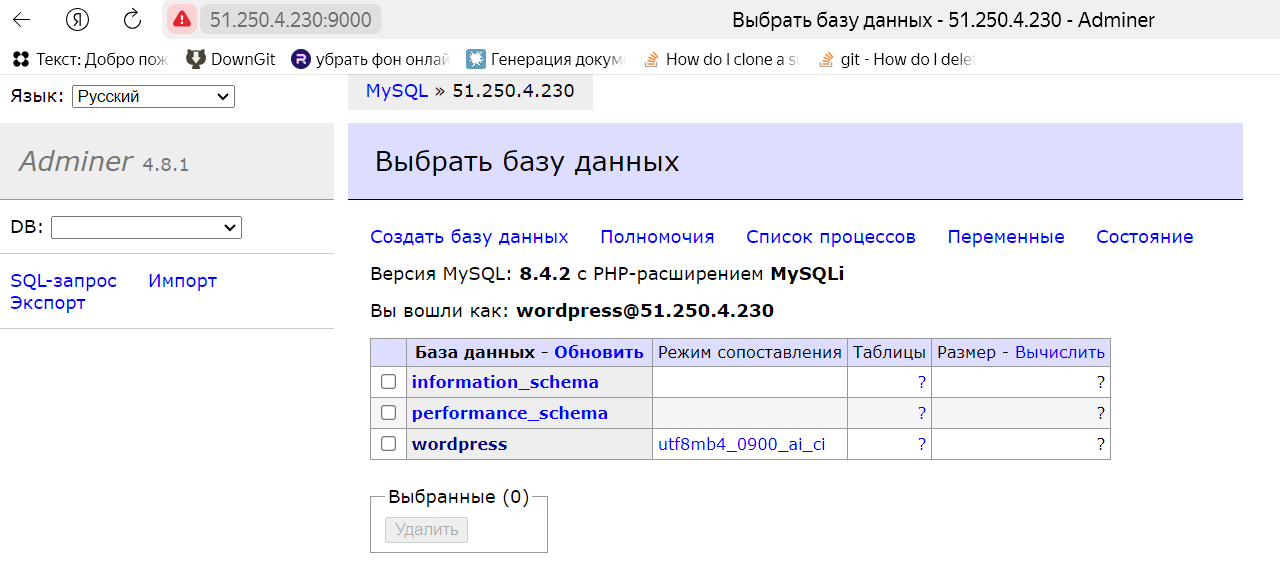 51.250.4.230:9000
Выбрать базу данных - 51.250.4.230 - Adminer
Текст: Добро пож
DownGit
убрать фон онлай
Генерация докум
How do I clone a su
git - How do I delet
Язык: Русский
MySQL » 51.250.4.230
Adminer 4.8.1
Выбрать базу данных
DB:
SQL-запрос Импорт
Экспорт
Создать базу данных Полномочия Список процессов Переменные Состояние
Версия MySQL: 8.4.2 с PHP-расширением MySQLi
Вы вошли как: wordpress@51.250.4.230
База данных - Обновить Режим сопоставления Таблицы Размер - Вычислить
information_schema ? ?
performance_schema ? ?
wordpress utf8mb4_0900_ai_ci ? ?
Выбранные (0)
Удалить